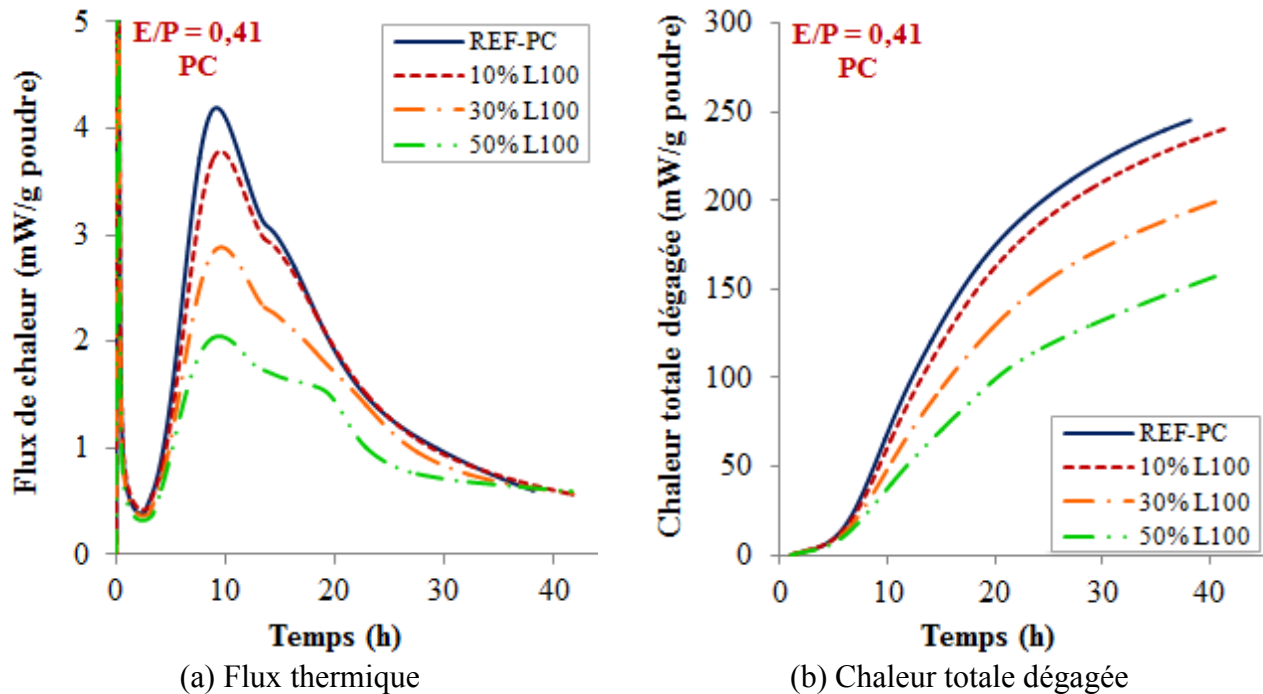 Flux de chaleur (mW/g poudre)
5
4
3
2
1
0
E/P = 0,41
PC
REF-PC
10% L100
30% L100
50% L100
0
10
20
30
40
Temps (h)
(a) Flux thermique
Chaleur totale dégagée (mW/g poudre)
300
250
200
150
100
50
0
E/P = 0,41
PC
REF-PC
10% L100
30% L100
50% L100
0
10
20
30
40
Temps (h)
(b) Chaleur totale dégagée